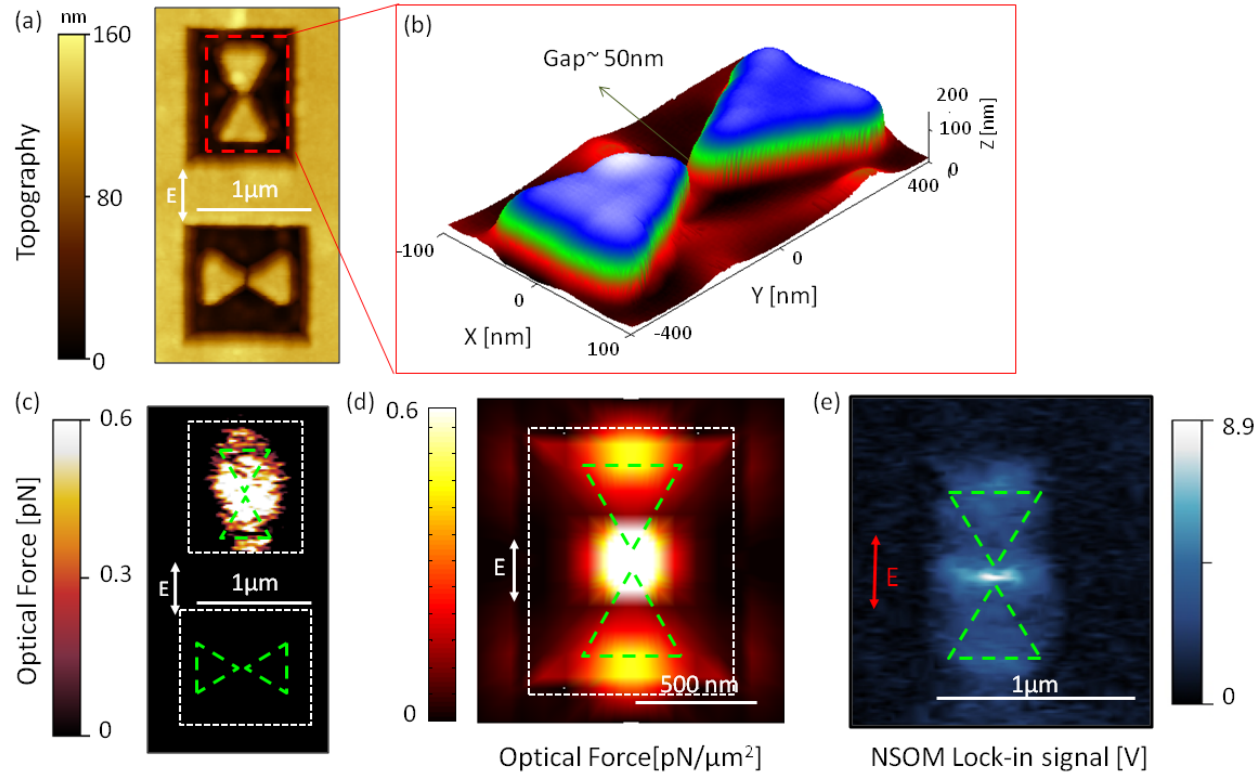 (a)
nm
160
80
0
Topography
E
1μm
(b)
Gap~ 50nm
200
100
0
Z [nm]
400
0
-400
Y [nm]
-100
0
100
X [nm]
(c)
0.6
0.3
0
Optical Force [pN]
E
1μm
(d)
0.6
0
E
500 nm
Optical Force[pN/μm²]
(e)
8.9
0
E
1μm
NSOM Lock-in signal [V]